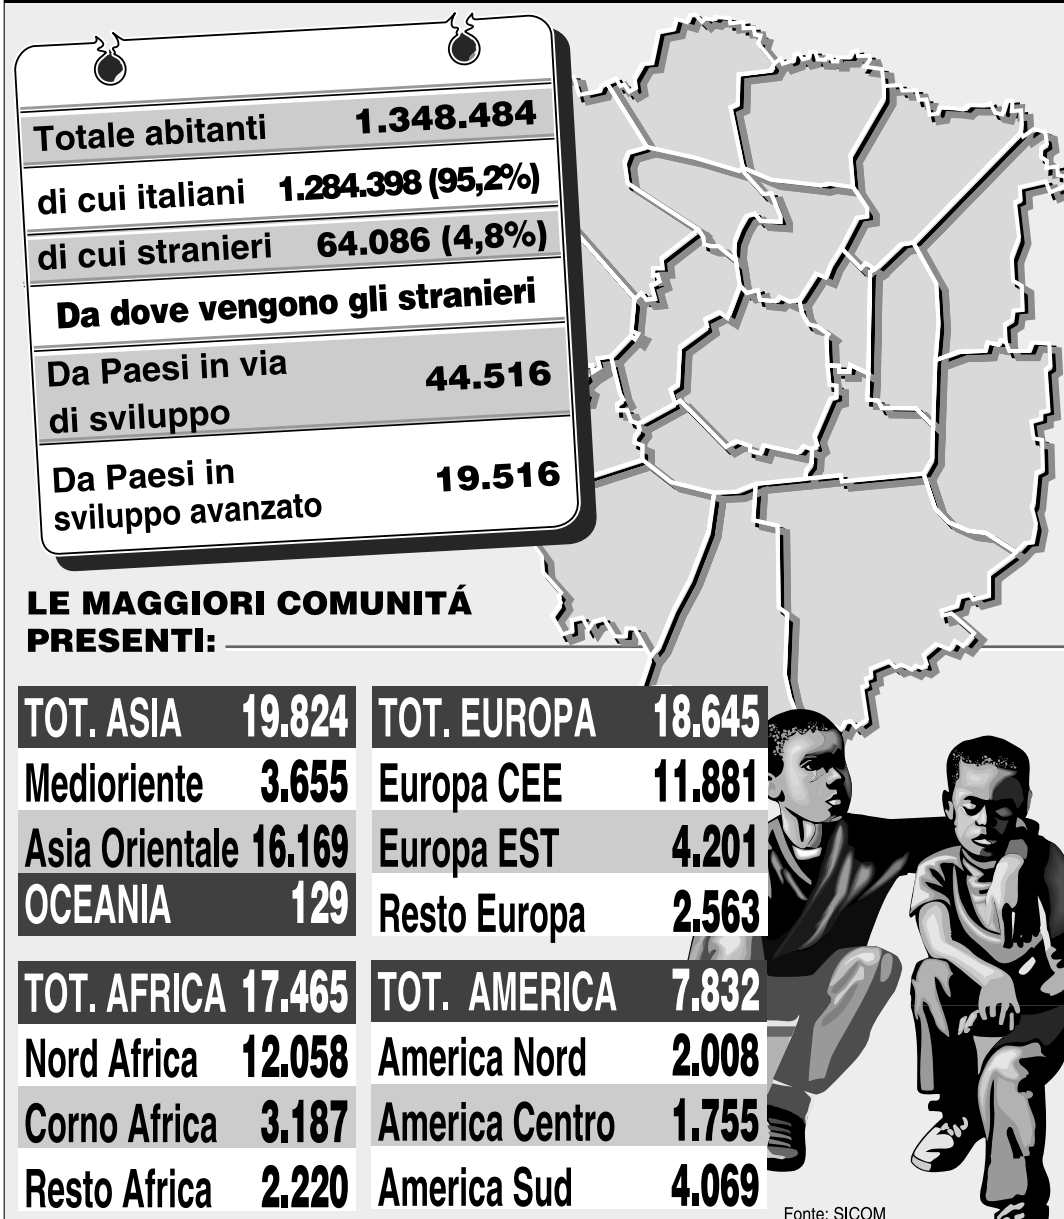 Totale abitanti 1.348.484
di cui italiani 1.284.398 (95,2%)
di cui stranieri 64.086 (4,8%)
Da dove vengono gli stranieri
Da Paesi in via
di sviluppo 44.516
Da Paesi in
sviluppo avanzato 19.516
LE MAGGIORI COMUNITÁ
PRESENTI:
TOT. ASIA 19.824
Medioriente 3.655
Asia Orientale 16.169
OCEANIA 129
TOT. EUROPA 18.645
Europa CEE 11.881
Europa EST 4.201
Resto Europa 2.563
TOT. AFRICA 17.465
Nord Africa 12.058
Corno Africa 3.187
Resto Africa 2.220
TOT. AMERICA 7.832
America Nord 2.008
America Centro 1.755
America Sud 4.069
Fonte: SICOM